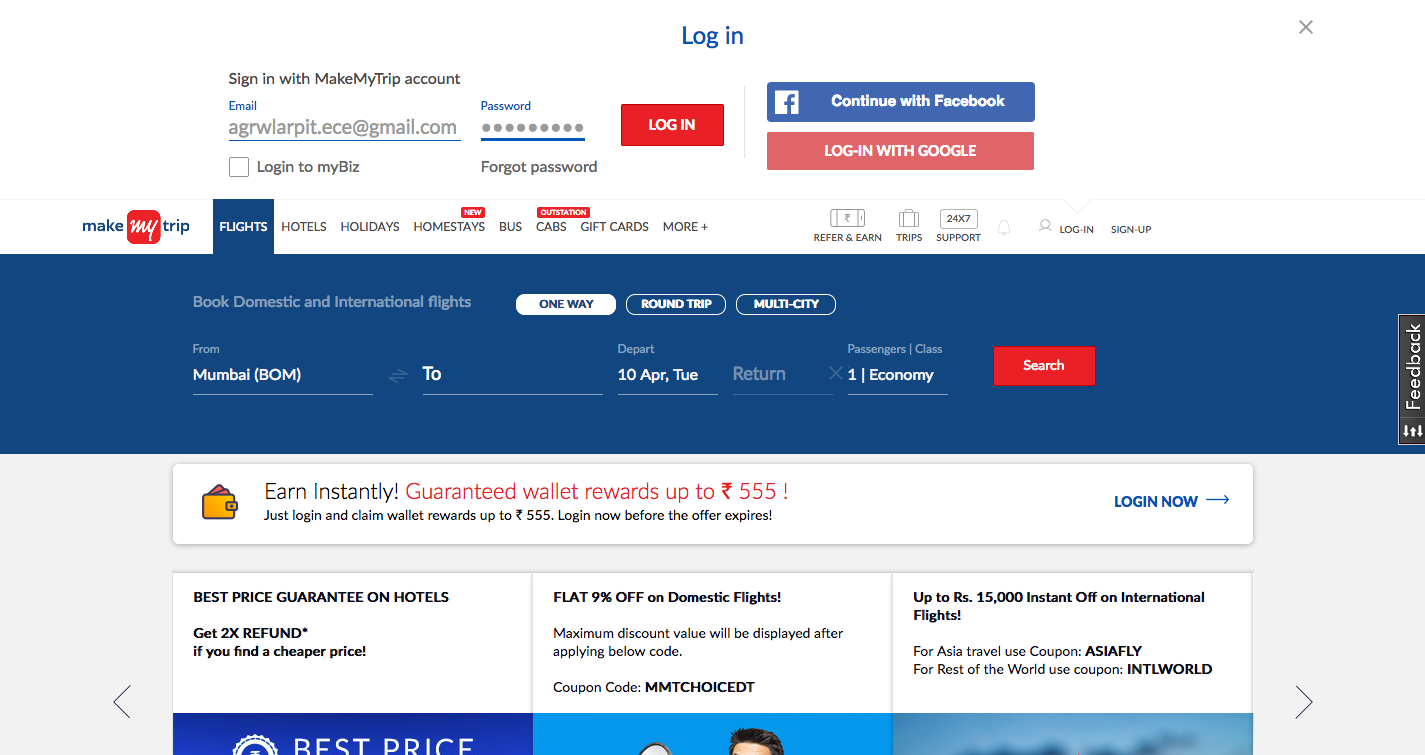 Log in
Sign in with MakeMyTrip account
Email
Password
agrwlarpit.ece@gmail.com
LOG IN
Continue with Facebook
LOG-IN WITH GOOGLE
Login to myBiz
Forgot password
make my trip
FLIGHTS
HOTELS
HOLIDAYS
NEW
HOMESTAYS
BUS
OUTSTATION
CABS
GIFT CARDS
MORE +
₹
REFER & EARN
TRIPS
24X7
SUPPORT
LOG-IN
SIGN-UP
Book Domestic and International flights
ONE WAY
ROUND TRIP
MULTI-CITY
From
Mumbai (BOM)
To
Depart
10 Apr, Tue
Return
Passengers | Class
1 | Economy
Search
Feedback
Earn Instantly! Guaranteed wallet rewards up to ₹ 555 !
Just login and claim wallet rewards up to ₹ 555. Login now before the offer expires!
LOGIN NOW
BEST PRICE GUARANTEE ON HOTELS
Get 2X REFUND*
if you find a cheaper price!
FLAT 9% OFF on Domestic Flights!
Maximum discount value will be displayed after
applying below code.
Coupon Code: MMTCHOICEDT
Up to Rs. 15,000 Instant Off on International
Flights!
For Asia travel use Coupon: ASIAFLY
For Rest of the World use coupon: INTLWORLD
BEST PRICE